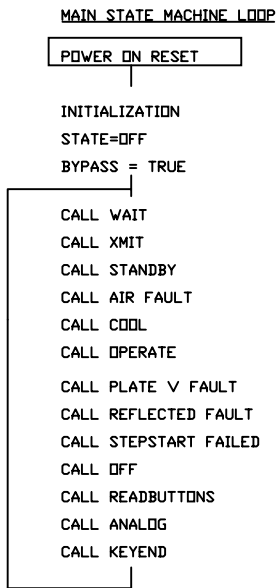 MAIN STATE MACHINE LOOP
POWER ON RESET
INITIALIZATION
STATE=OFF
BYPASS = TRUE
CALL WAIT
CALL XMIT
CALL STANDBY
CALL AIR FAULT
CALL COOL
CALL OPERATE
CALL PLATE V FAULT
CALL REFLECTED FAULT
CALL STEPSTART FAILED
CALL OFF
CALL READBUTTONS
CALL ANALOG
CALL KEYEND